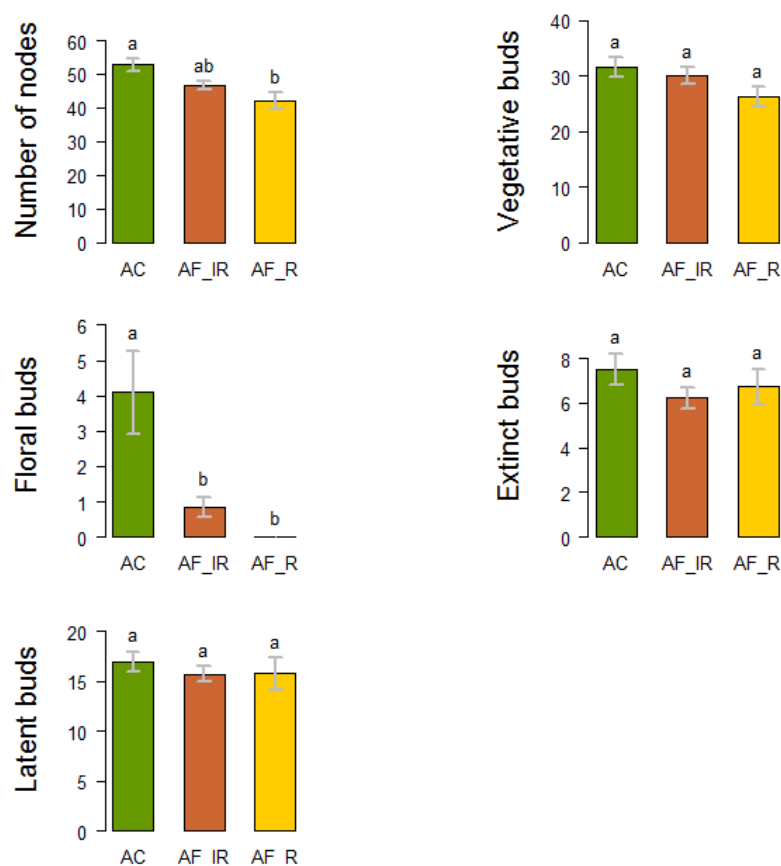 Number of nodes
60
50
40
30
20
10
0
a
ab
b
AC AF_IR AF_R
Vegetative buds
40
30
20
10
0
a
a
a
AC AF_IR AF_R
Floral buds
6
5
4
3
2
1
0
a
b
b
AC AF_IR AF_R
Extinct buds
8
6
4
2
0
a
a
a
AC AF_IR AF_R
Latent buds
20
15
10
5
0
a
a
a
AC AF_IR AF_R